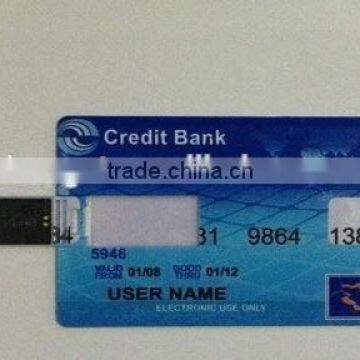 Credit Bank
trade.china.cn
84 31 9864 138
5946
VALID FROM 01/08 GOOD THRU 01/12
USER NAME
ELECTRONIC USE ONLY